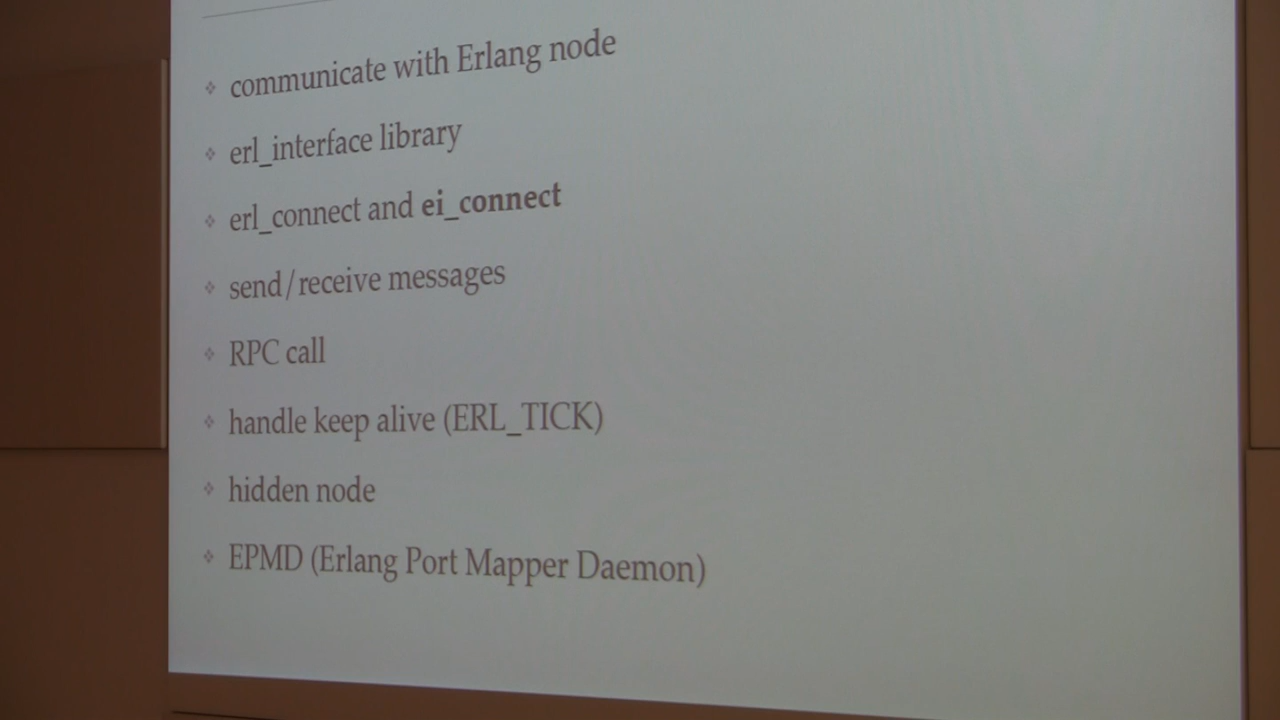 communicate with Erlang node
erl_interface library
erl_connect and ei_connect
send/receive messages
RPC call
handle keep alive (ERL_TICK)
hidden node
EPMD (Erlang Port Mapper Daemon)